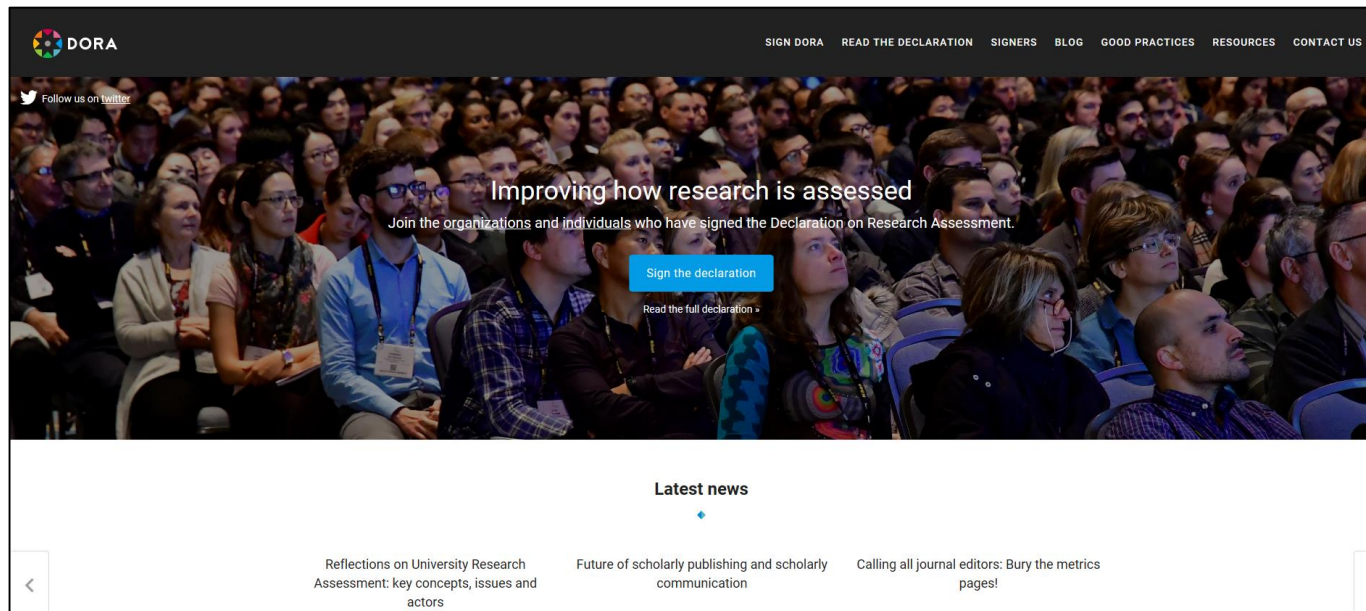 DORA
SIGN DORA READ THE DECLARATION SIGNERS BLOG GOOD PRACTICES RESOURCES CONTACT US
Follow us on twitter
Improving how research is assessed
Join the organizations and individuals who have signed the Declaration on Research Assessment.
Sign the declaration
Read the full declaration »
Latest news
Reflections on University Research
Assessment: key concepts, issues and
actors
Future of scholarly publishing and scholarly
communication
Calling all journal editors: Bury the metrics
pages!